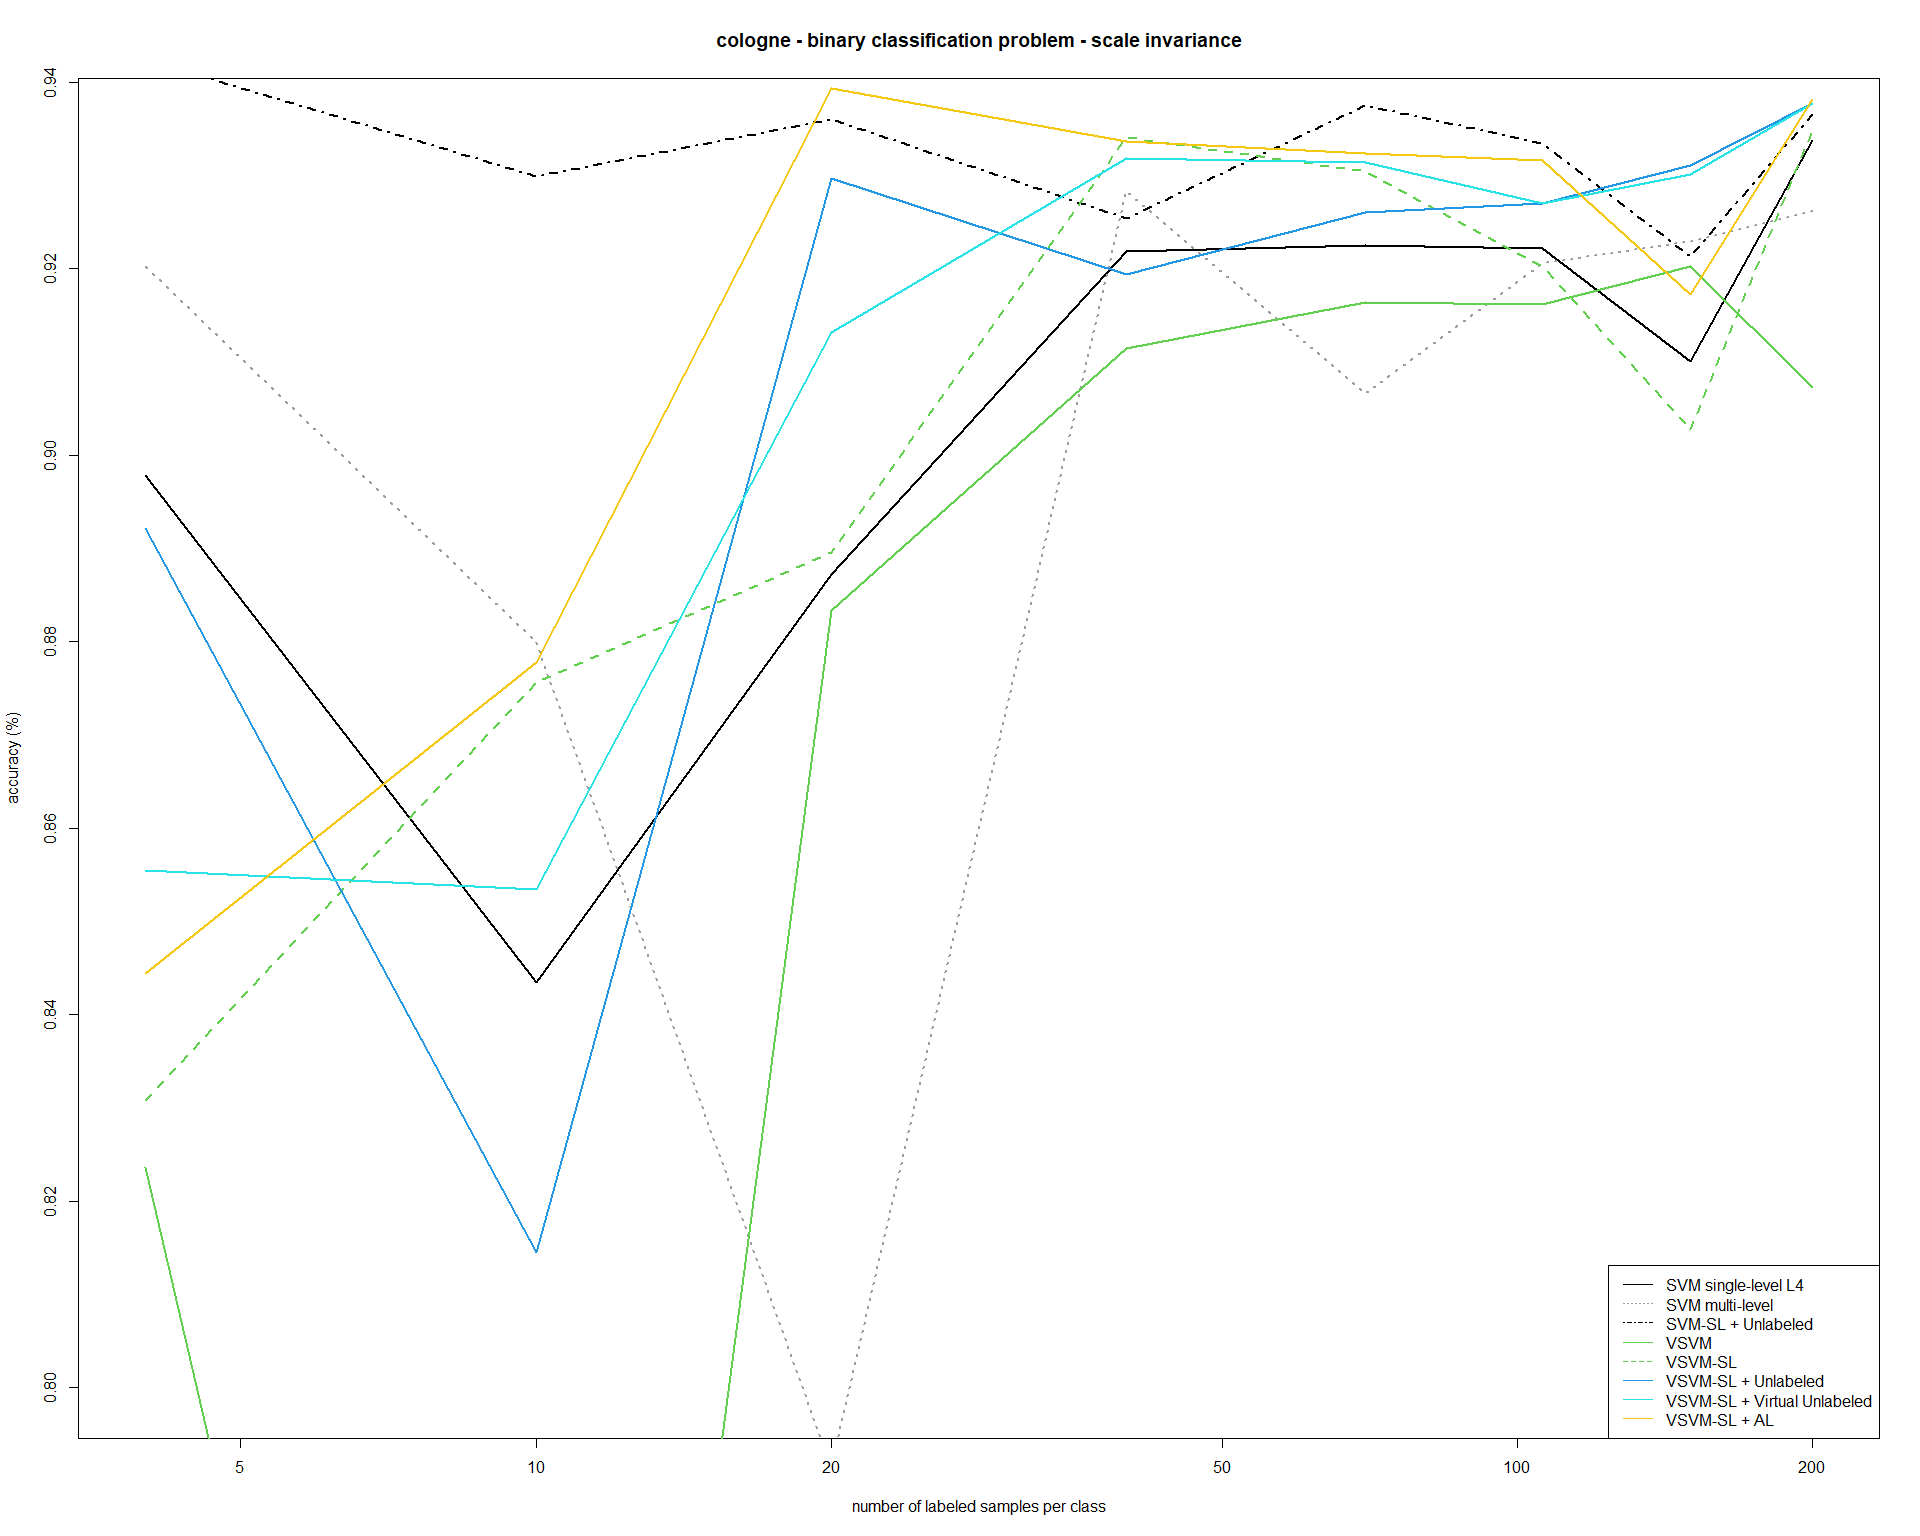 cologne - binary classification problem - scale invariance
accuracy (%)
0.94
0.92
0.90
0.88
0.86
0.84
0.82
0.80
5
10
20
50
100
200
number of labeled samples per class
SVM single-level L4
SVM multi-level
SVM-SL + Unlabeled
VSVM
VSVM-SL
VSVM-SL + Unlabeled
VSVM-SL + Virtual Unlabeled
VSVM-SL + AL